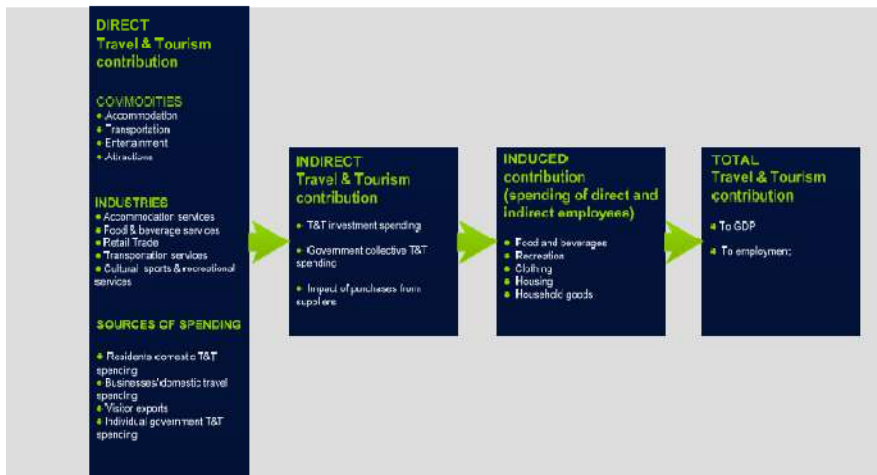 DIRECT
Travel & Tourism
contribution
COMMODITIES
Accommodation
Transportation
Entertainment
Attractions
INDUSTRIES
Accommodation services
Food & beverage services
Retail Trade
Transportation services
Cultural sports & recreational
services
SOURCES OF SPENDING
Residents domestic T&T
spending
Businesses' domestic travel
spending
Visitor exports
Individual government T&T
spending
INDIRECT
Travel & Tourism
contribution
T&T investment spending
Government collective T&T
spending
Impact of purchases from
suppliers
INDUCED
contribution
(spending of direct and
indirect employees)
Food and beverages
Recreation
Clothing
Housing
Household goods
TOTAL
Travel & Tourism
contribution
To GDP
To employment